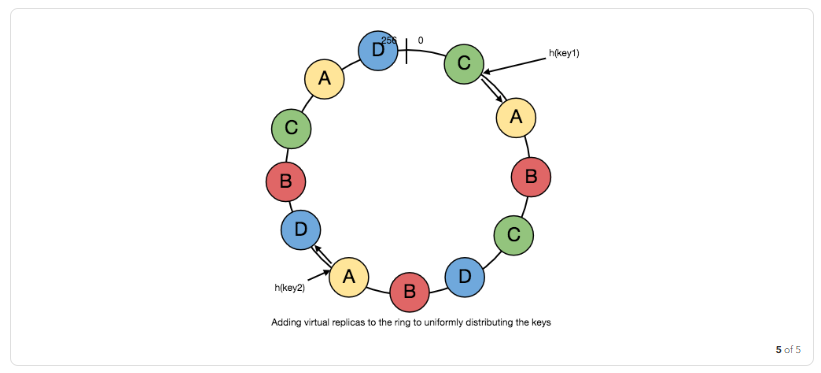 256
0
D
C
h(key1)
A
A
C
B
B
D
C
A
D
h(key2)
B
Adding virtual replicas to the ring to uniformly distributing the keys
5 of 5